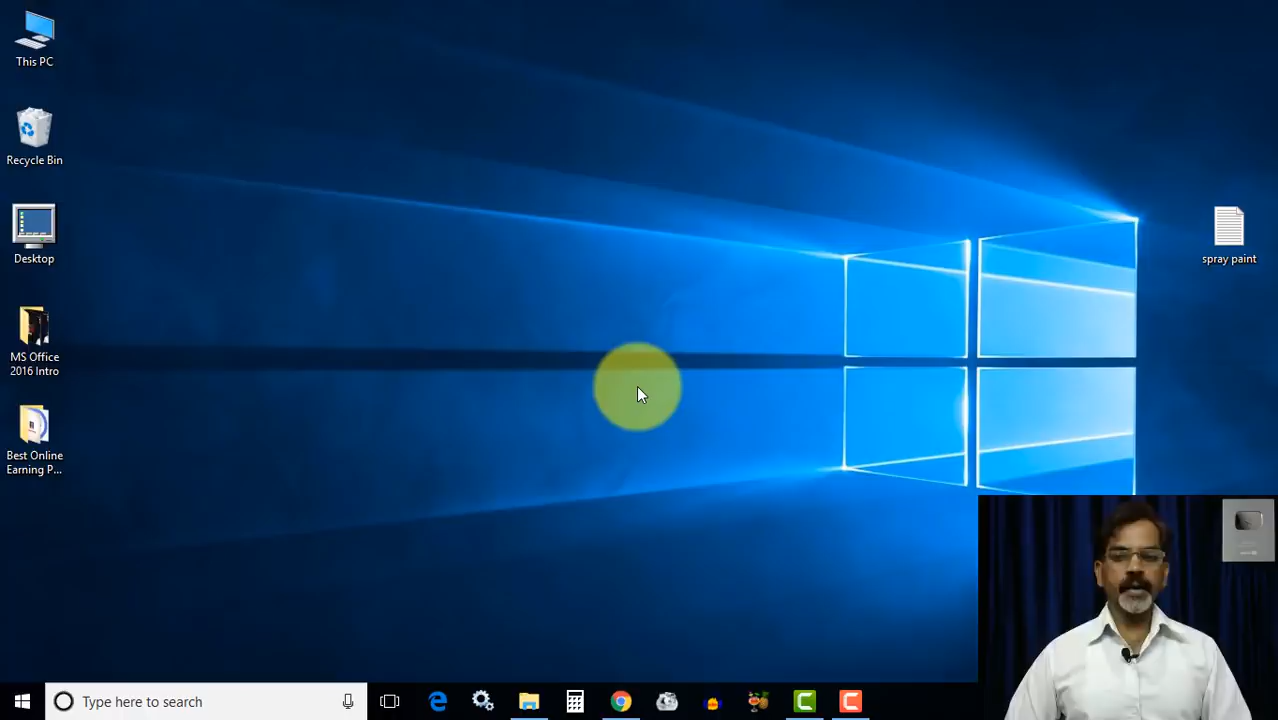 This PC
Recycle Bin
Desktop
MS Office
2016 Intro
Best Online
Earning P...
spray paint
Type here to search